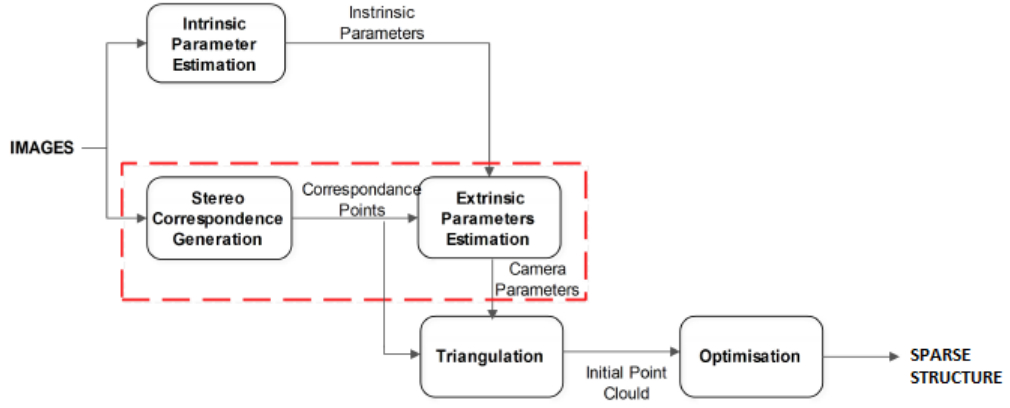 Intrinsic
Parameter
Estimation
Instrinsic
Parameters
IMAGES
Stereo
Correspondence
Generation
Correspondance
Points
Extrinsic
Parameters
Estimation
Camera
Parameters
Triangulation
Initial Point
Clould
Optimisation
SPARSE
STRUCTURE